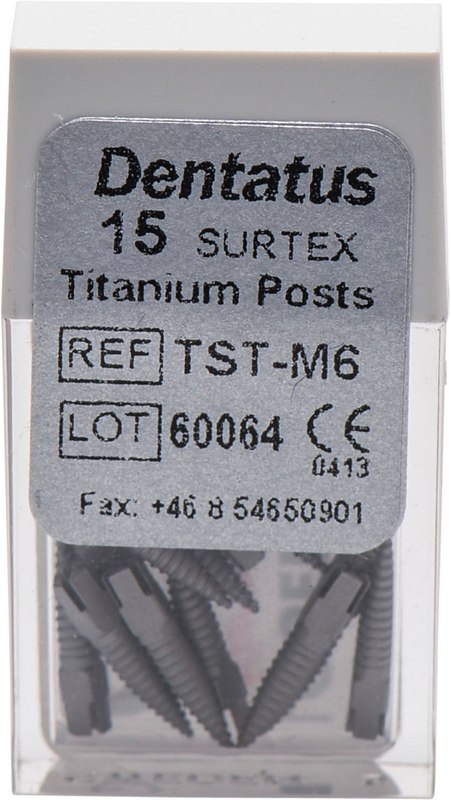 Dentatus
15 SURTEX
Titanium Posts
REF TST-M6
LOT 60064 CE
0413
Fax: +46 8 54650901